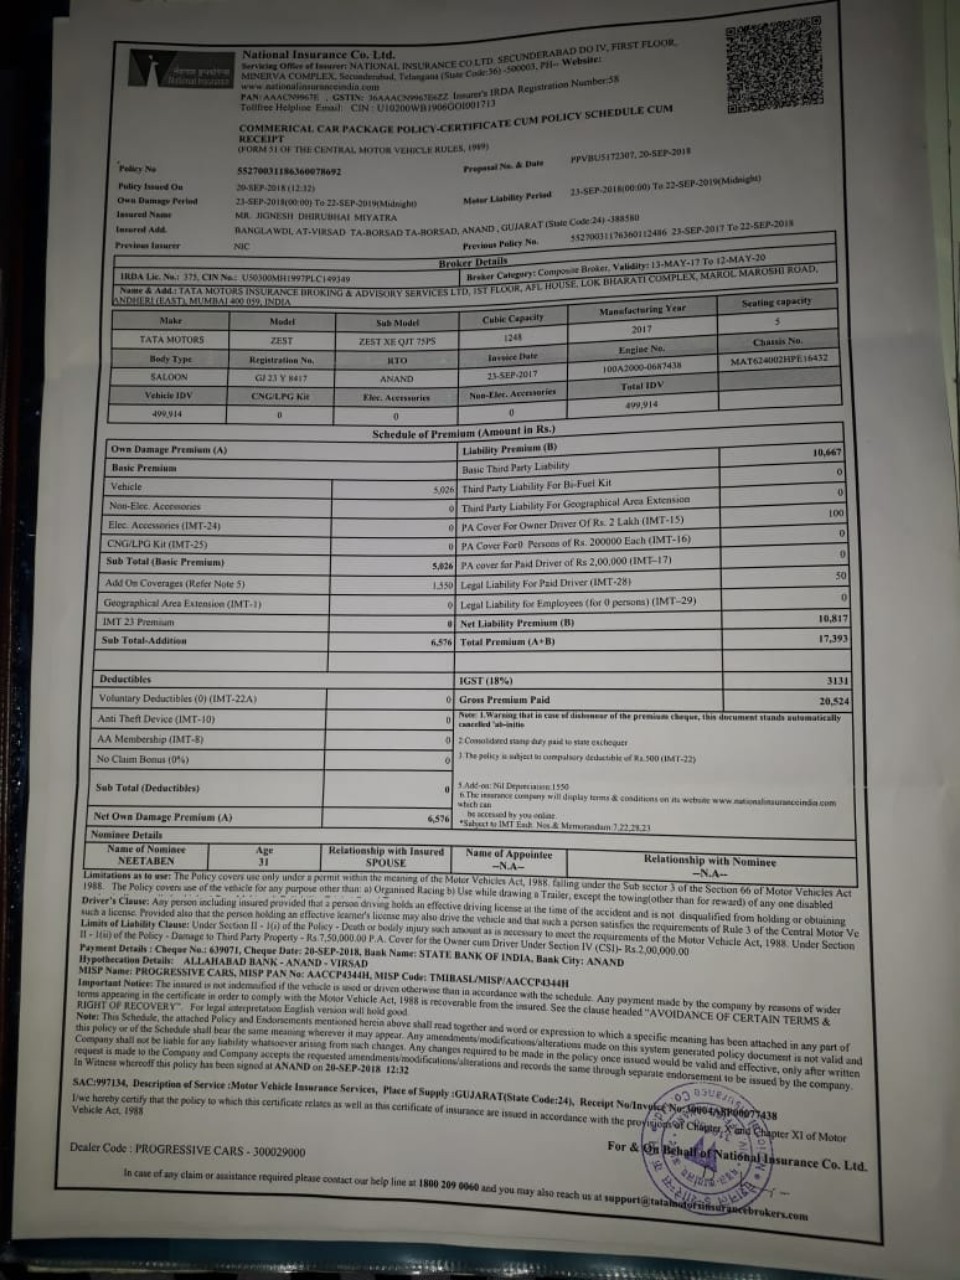 National Insurance Co. Ltd.
Servicing Office of Insurer: NATIONAL INSURANCE CO.LTD. SECUNDERABAD DO IV, FIRST FLOOR,
MINERVA COMPLEX, Secunderabad, Telangana (State Code:36) -500003, PH-- Website:
www.nationalinsuranceindia.com
PAN: AAACN9967E , GSTIN: Insurer's IRDA Registration Number:58
Tollfree Helpline Email: CIN : U10200WB1906GOI001713
COMMERICAL CAR PACKAGE POLICY-CERTIFICATE CUM POLICY SCHEDULE CUM
RECEIPT
(FORM 51 OF THE CENTRAL MOTOR VEHICLE RULES, 1989)
Policy No 55270031186360078692 Proposal No. & Date PPVBU5172307, 20-SEP-2018
Policy Issued On 20-SEP-2018 (12:32)
Own Damage Period 23-SEP-2018(00:00) To 22-SEP-2019(Midnight) Motor Liability Period 23-SEP-2018(00:00) To 22-SEP-2019(Midnight)
Insured Name MR. JIGNESH DHIRUBHAI MIYATRA
Insured Add. BANGLAWDI, AT-VIRSAD TA-BORSAD TA-BORSAD, ANAND , GUJARAT (State Code:24) -388580
Previous Insurer NIC Previous Policy No. 55270031176360112486 23-SEP-2017 To 22-SEP-2018
Broker Details
IRDA Lic. No.: 375, CIN No.: U50300MH1997PLC149349 Broker Category: Composite Broker, Validity: 13-MAY-17 To 12-MAY-20
Name & Add.: TATA MOTORS INSURANCE BROKING & ADVISORY SERVICES LTD, 1ST FLOOR, AFL HOUSE, LOK BHARATI COMPLEX, MAROL MAROSHI ROAD,
ANDHERI (EAST), MUMBAI 400 059, INDIA
Make Model Sub Model Cubic Capacity Manufacturing Year Seating capacity
TATA MOTORS ZEST ZEST XE QJT 75PS 1248 2017 5
Body Type Registration No. RTO Invoice Date Engine No. Chassis No.
SALOON GJ 23 Y 8417 ANAND 23-SEP-2017 100A2000-0687438 MAT624002HPE16432
Vehicle IDV CNG/LPG Kit Elec. Accessories Non-Elec. Accessories Total IDV
499,914 0 0 0 499,914
Schedule of Premium (Amount in Rs.)
Own Damage Premium (A) Liability Premium (B)
Basic Premium Basic Third Party Liability 10,667
Vehicle 5,026 Third Party Liability For Bi-Fuel Kit 0
Non-Elec. Accessories 0 Third Party Liability For Geographical Area Extension 0
Elec. Accessories (IMT-24) 0 PA Cover For Owner Driver Of Rs. 2 Lakh (IMT-15) 100
CNG/LPG Kit (IMT-25) 0 PA Cover For0 Persons of Rs. 200000 Each (IMT-16) 0
Sub Total (Basic Premium) 5,026 PA cover for Paid Driver of Rs 2,00,000 (IMT-17) 0
Add On Coverages (Refer Note 5) 1,550 Legal Liability For Paid Driver (IMT-28) 50
Geographical Area Extension (IMT-1) 0 Legal Liability for Employees (for 0 persons) (IMT-29) 0
IMT 23 Premium 0 Net Liability Premium (B) 10,817
Sub Total-Addition 6,576 Total Premium (A+B) 17,393
Deductibles IGST (18%) 3131
Voluntary Deductibles (0) (IMT-22A) 0 Gross Premium Paid 20,524
Anti Theft Device (IMT-10) 0 Note: 1.Warning that in case of dishonour of the premium cheque, this document stands automatically
cancelled 'ab-initio
AA Membership (IMT-8) 0 2.Consolidated stamp duty paid to state exchequer
No Claim Bonus (0%) 0 3.The policy is subject to compulsory deductible of Rs.500 (IMT-22)
Sub Total (Deductibles) 0 5.Add-on: Nil Depreciation:1550
6.The insurance company will display terms & conditions on its website www.nationalinsuranceindia.com
which can
be accessed by you online.
Net Own Damage Premium (A) 6,576 *Subject to IMT Endt. Nos.& Memorandum 7,22,28,23
Nominee Details
Name of Nominee Age Relationship with Insured Name of Appointee Relationship with Nominee
NEETABEN 31 SPOUSE --N.A.-- --N.A.--
Limitations as to use: The Policy covers use only under a permit within the meaning of the Motor Vehicles Act, 1988. falling under the Sub sector 3 of the Section 66 of Motor Vehicles Act
1988. The Policy covers use of the vehicle for any purpose other than: a) Organised Racing b) Use while drawing a Trailer, except the towing(other than for reward) of any one disabled
Driver's Clause: Any person including insured provided that a person driving holds an effective driving license at the time of the accident and is not disqualified from holding or obtaining
such a license. Provided also that the person holding an effective learner's license may also drive the vehicle and that such a person satisfies the requirements of Rule 3 of the Central Motor Ve
Limits of Liability Clause: Under Section II - 1(i) of the Policy - Death or bodily injury such amount as is necessary to meet the requirements of the Motor Vehicle Act, 1988. Under Section
II - 1(ii) of the Policy - Damage to Third Party Property - Rs 7,50,000.00 P.A. Cover for the Owner cum Driver Under Section IV (CSI)- Rs.2,00,000.00
Payment Details : Cheque No.: 639071, Cheque Date: 20-SEP-2018, Bank Name: STATE BANK OF INDIA, Bank City: ANAND
Hypothecation Details: ALLAHABAD BANK - ANAND - VIRSAD
MISP Name: PROGRESSIVE CARS, MISP PAN No: AACCP4344H, MISP Code: TMIBASL/MISP/AACCP4344H
Important Notice: The insured is not indemnified if the vehicle is used or driven otherwise than in accordance with the schedule. Any payment made by the company by reasons of wider
terms appearing in the certificate in order to comply with the Motor Vehicle Act, 1988 is recoverable from the insured. See the clause headed "AVOIDANCE OF CERTAIN TERMS &
RIGHT OF RECOVERY". For legal interpretation English version will hold good.
Note: This Schedule, the attached Policy and Endorsements mentioned herein above shall read together and word or expression to which a specific meaning has been attached in any part of
this policy or of the Schedule shall bear the same meaning wherever it may appear. Any amendments/modifications/alterations made on this system generated policy document is not valid and
Company shall not be liable for any liability whatsoever arising from such changes. Any changes required to be made in the policy once issued would be valid and effective, only after written
request is made to the Company and Company accepts the requested amendments/modifications/alterations and records the same through separate endorsement to be issued by the company.
In Witness whereoff this policy has been signed at ANAND on 20-SEP-2018 12:32
SAC:997134, Description of Service :Motor Vehicle Insurance Services, Place of Supply :GUJARAT(State Code:24), Receipt No/Invoice No
I/we hereby certify that the policy to which this certificate relates as well as this certificate of insurance are issued in accordance with the provisions of Chapter X and Chapter XI of Motor
Vehicle Act, 1988
For & On Behalf of National Insurance Co. Ltd.
Dealer Code : PROGRESSIVE CARS - 300029000
In case of any claim or assistance required please contact our help line at 1800 209 0060 and you may also reach us at support@tatamotorsinsurancebrokers.com